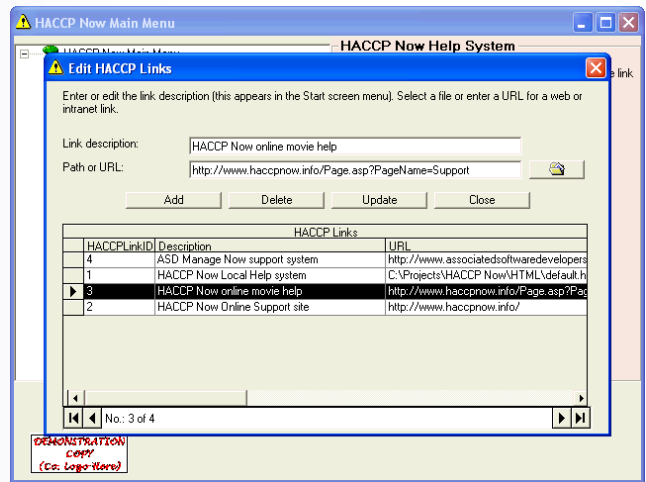 HACCP Now Main Menu
HACCP Now Main Menu
HACCP Now Help System
link
Edit HACCP Links
Enter or edit the link description (this appears in the Start screen menu). Select a file or enter a URL for a web or
intranet link.
Link description:
HACCP Now online movie help
Path or URL:
http://www.haccpnow.info/Page.asp?PageName=Support
Add Delete Update Close
HACCP Links
HACCPLinkID Description URL
4 ASD Manage Now support system http://www.associatedsoftwaredevelopers
1 HACCP Now Local Help system C:\Projects\HACCP Now\HTML\default.h
3 HACCP Now online movie help http://www.haccpnow.info/Page.asp?Pag
2 HACCP Now Online Support site http://www.haccpnow.info/
No.: 3 of 4
DEMONSTRATION
COPY
(Co. Logo Here)